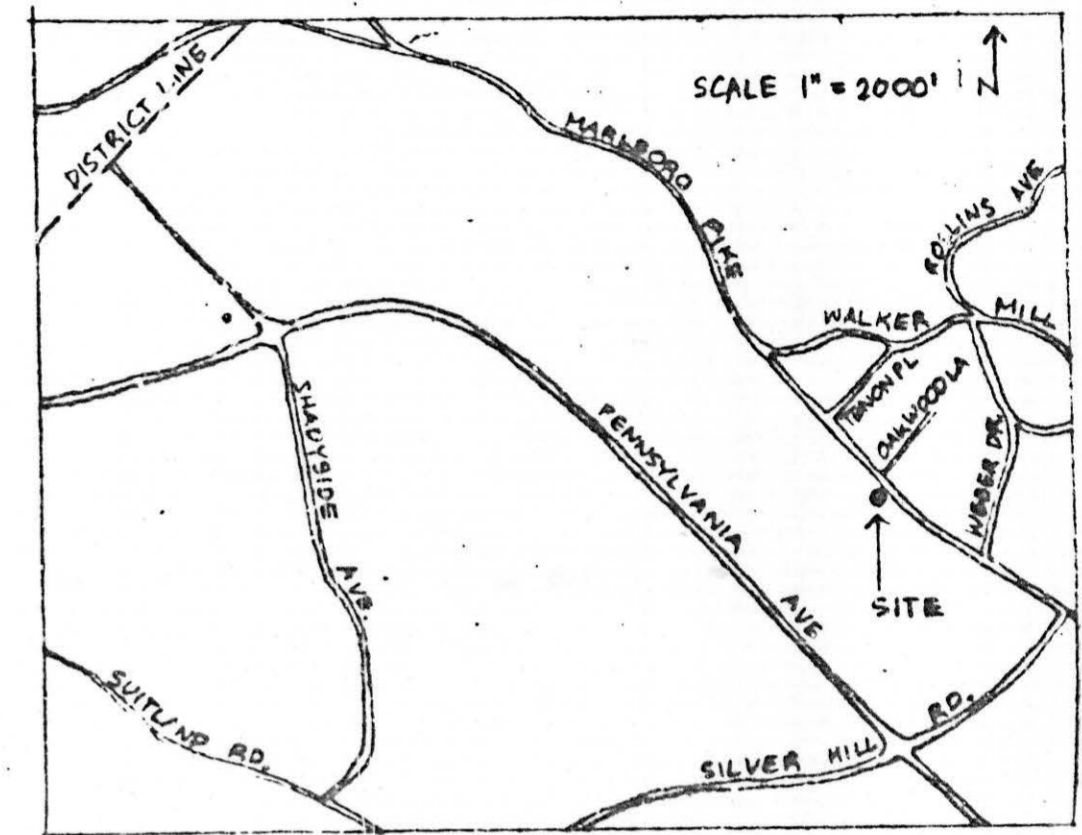 SCALE 1" = 2000'
N
DISTRICT LINE
MARLBORO PIKE
ROLLINS AVE
WALKER MILL
TENON PL
OAKWOOD LA
WEBER DR.
SHADYSIDE AVE.
PENNSYLVANIA AVE
SITE
SUITLAND RD.
SILVER HILL RD.